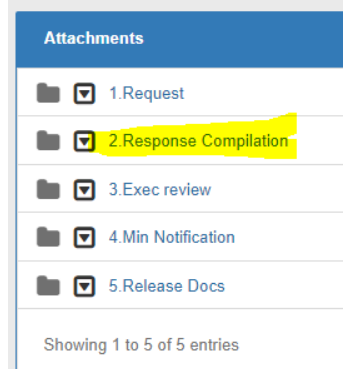 Attachments
1.Request
2.Response Compilation
3.Exec review
4.Min Notification
5.Release Docs
Showing 1 to 5 of 5 entries